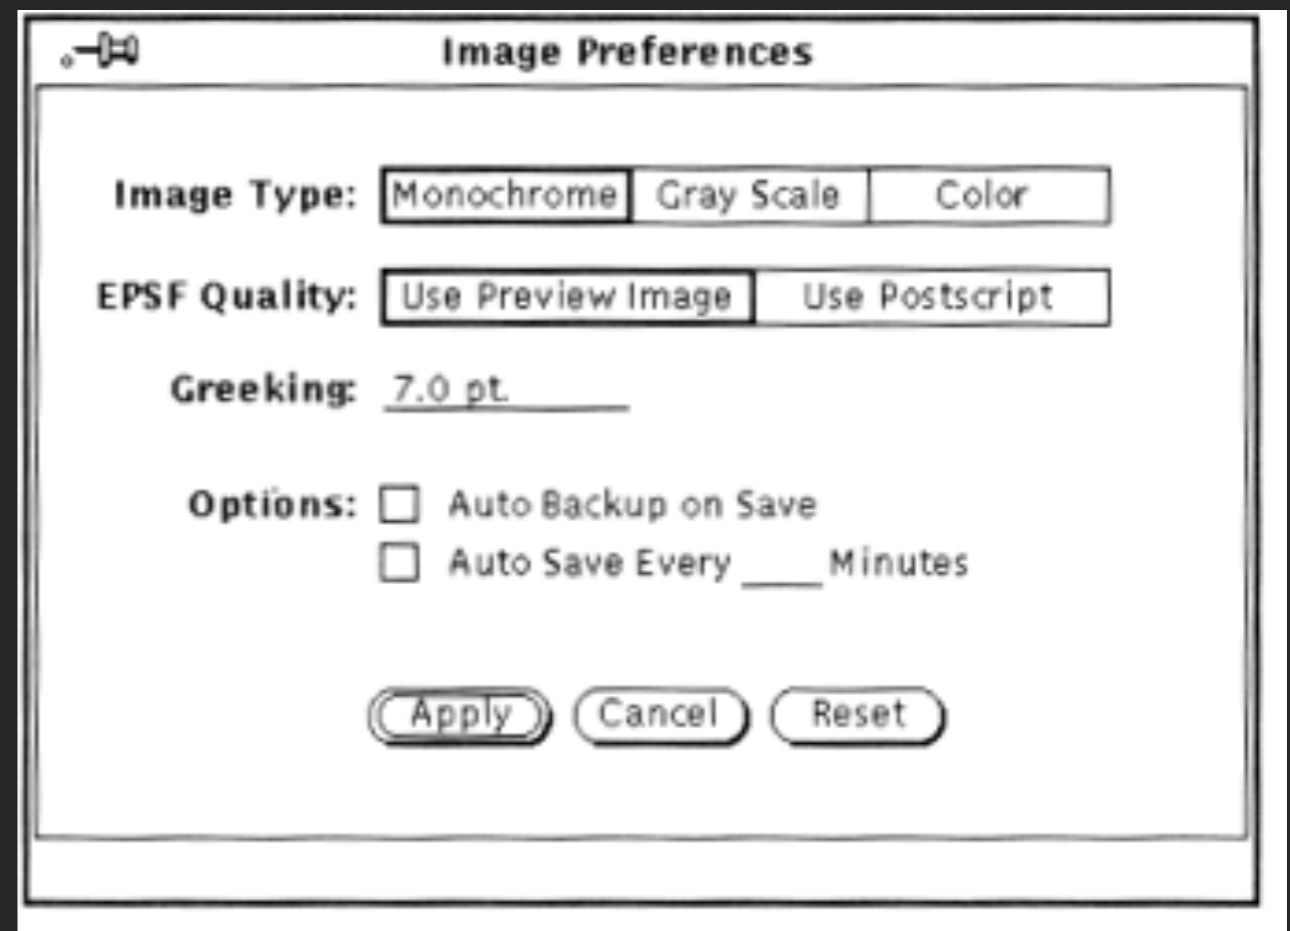 Image Preferences
Image Type: Monochrome Gray Scale Color
EPSF Quality: Use Preview Image Use Postscript
Greeking: 7.0 pt.
Options: Auto Backup on Save
Auto Save Every ____ Minutes
Apply Cancel Reset